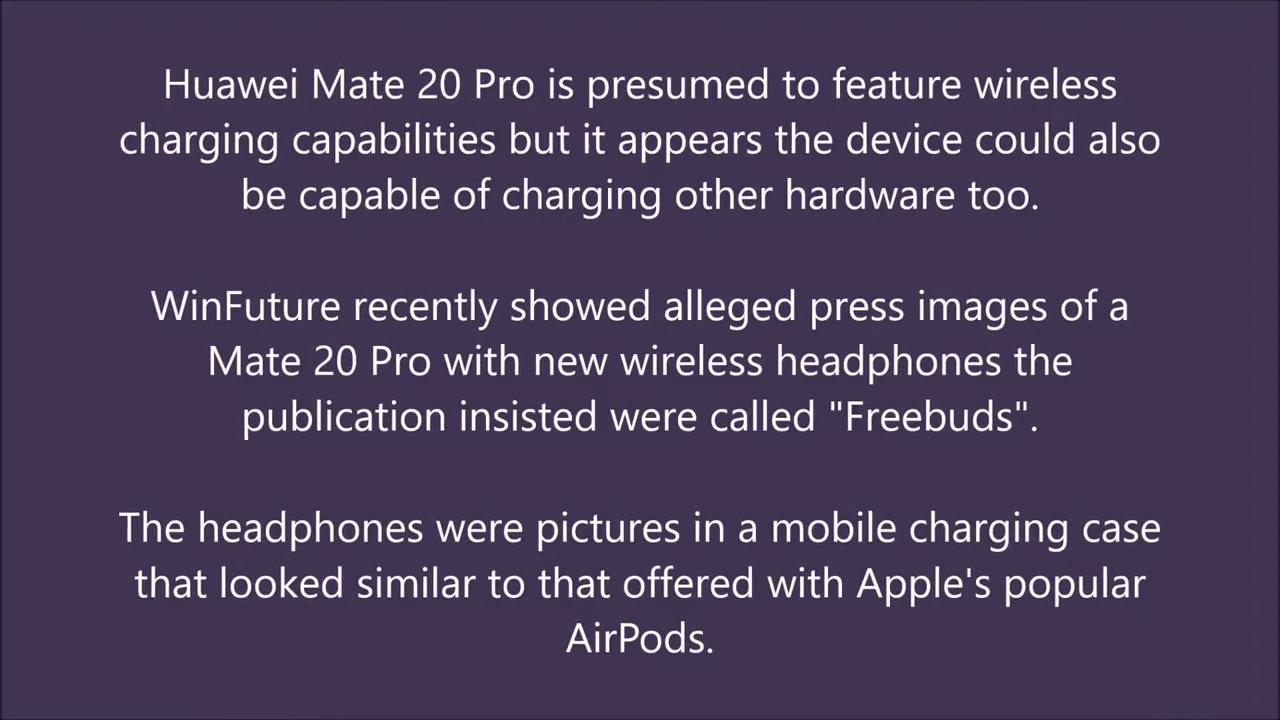 Huawei Mate 20 Pro is presumed to feature wireless
charging capabilities but it appears the device could also
be capable of charging other hardware too.
WinFuture recently showed alleged press images of a
Mate 20 Pro with new wireless headphones the
publication insisted were called "Freebuds".
The headphones were pictures in a mobile charging case
that looked similar to that offered with Apple's popular
AirPods.